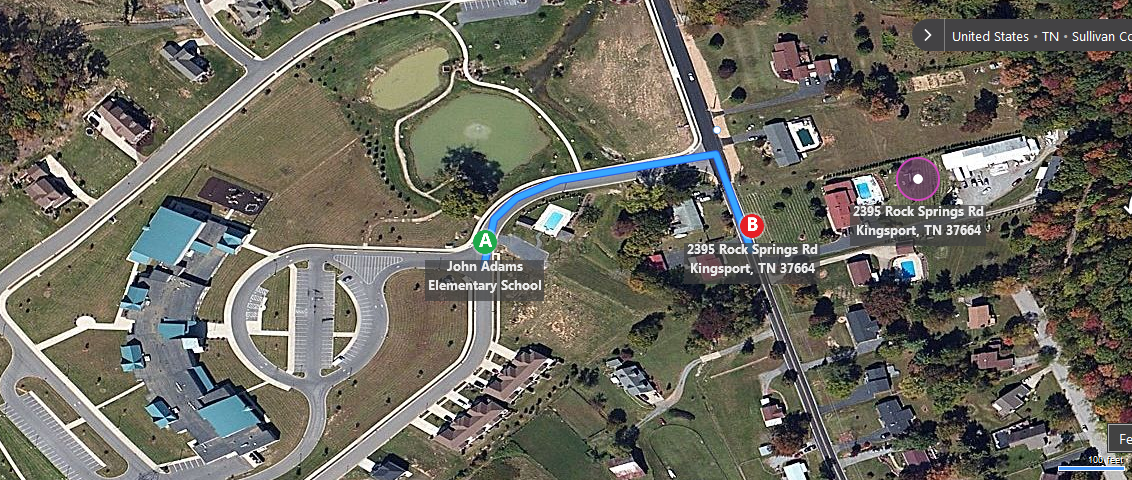 United States • TN • Sullivan Co
2395 Rock Springs Rd
Kingsport, TN 37664
B
A
2395 Rock Springs Rd
Kingsport, TN 37664
John Adams
Elementary School
Fe
100 feet